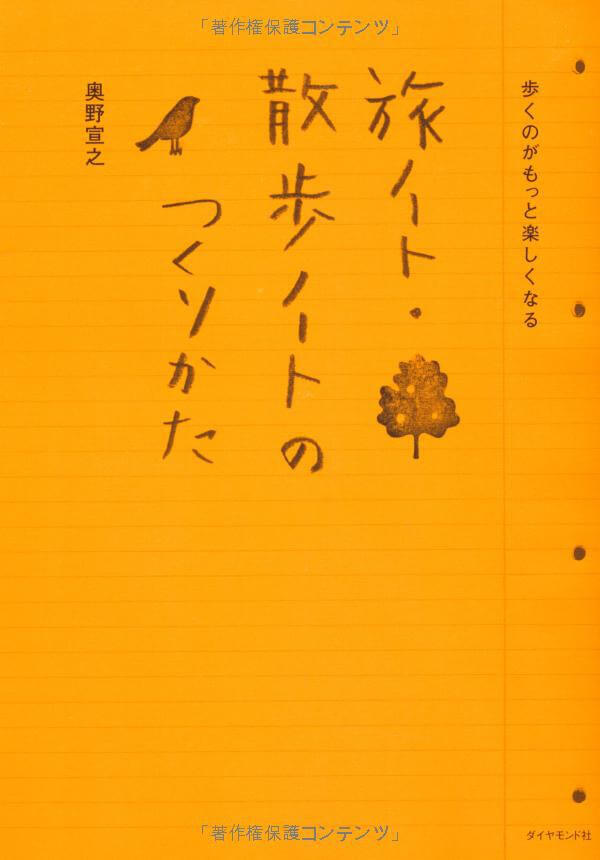 「著作権保護コンテンツ」
歩くのがもっと楽しくなる
旅ノート・
散歩ノートの
つくりかた
奥野宣之
ダイヤモンド社
「著作権保護コンテンツ」